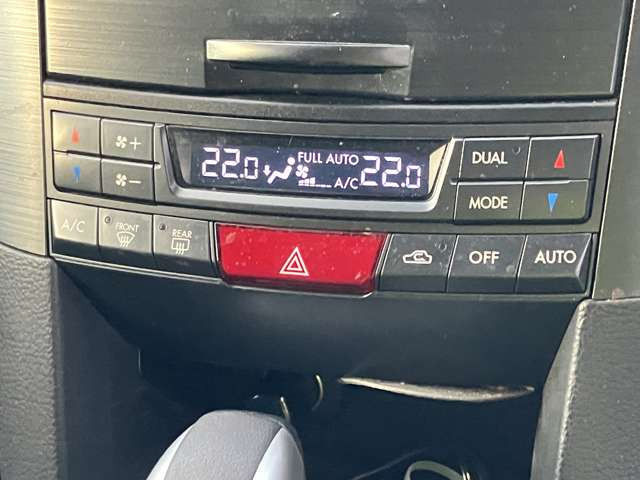 22.0 FULL AUTO A/C 22.0
DUAL
MODE
A/C FRONT REAR OFF AUTO